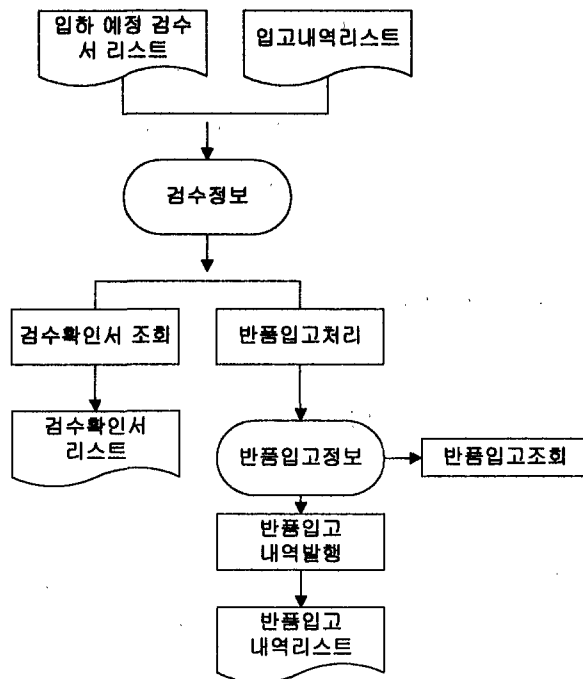 입하 예정 검수
서 리스트
입고내역리스트
검수정보
검수확인서 조회
반품입고처리
검수확인서
리스트
반품입고정보
반품입고조회
반품입고
내역발행
반품입고
내역리스트